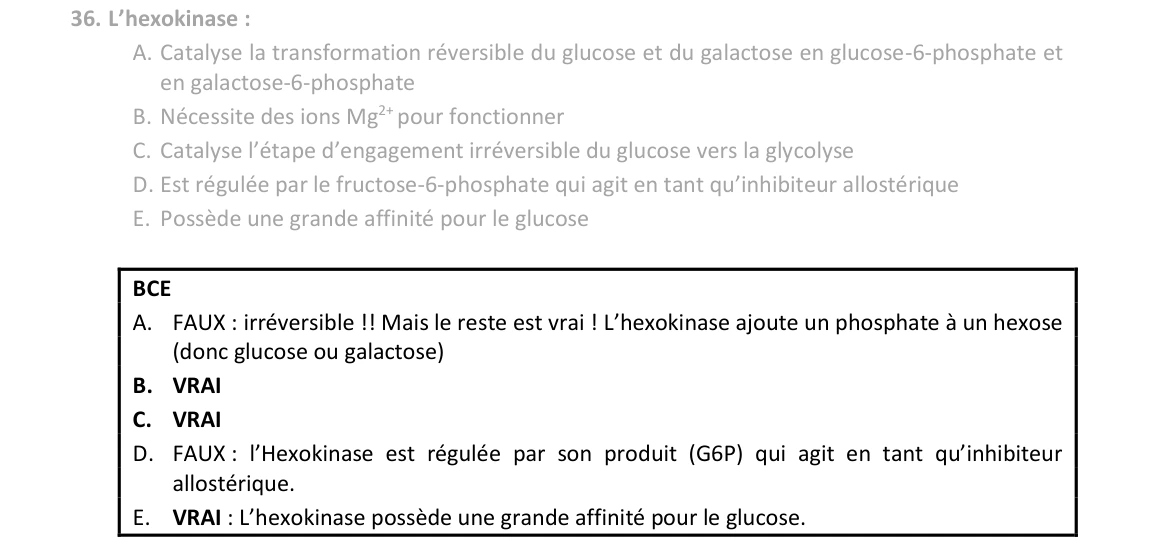 36. L’hexokinase :
A. Catalyse la transformation réversible du glucose et du galactose en glucose-6-phosphate et
en galactose-6-phosphate
B. Nécessite des ions Mg2+ pour fonctionner
C. Catalyse l’étape d’engagement irréversible du glucose vers la glycolyse
D. Est régulée par le fructose-6-phosphate qui agit en tant qu’inhibiteur allostérique
E. Possède une grande affinité pour le glucose
BCE
A. FAUX : irréversible !! Mais le reste est vrai ! L’hexokinase ajoute un phosphate à un hexose
(donc glucose ou galactose)
B. VRAI
C. VRAI
D. FAUX : l’Hexokinase est régulée par son produit (G6P) qui agit en tant qu’inhibiteur
allostérique.
E. VRAI : L’hexokinase possède une grande affinité pour le glucose.